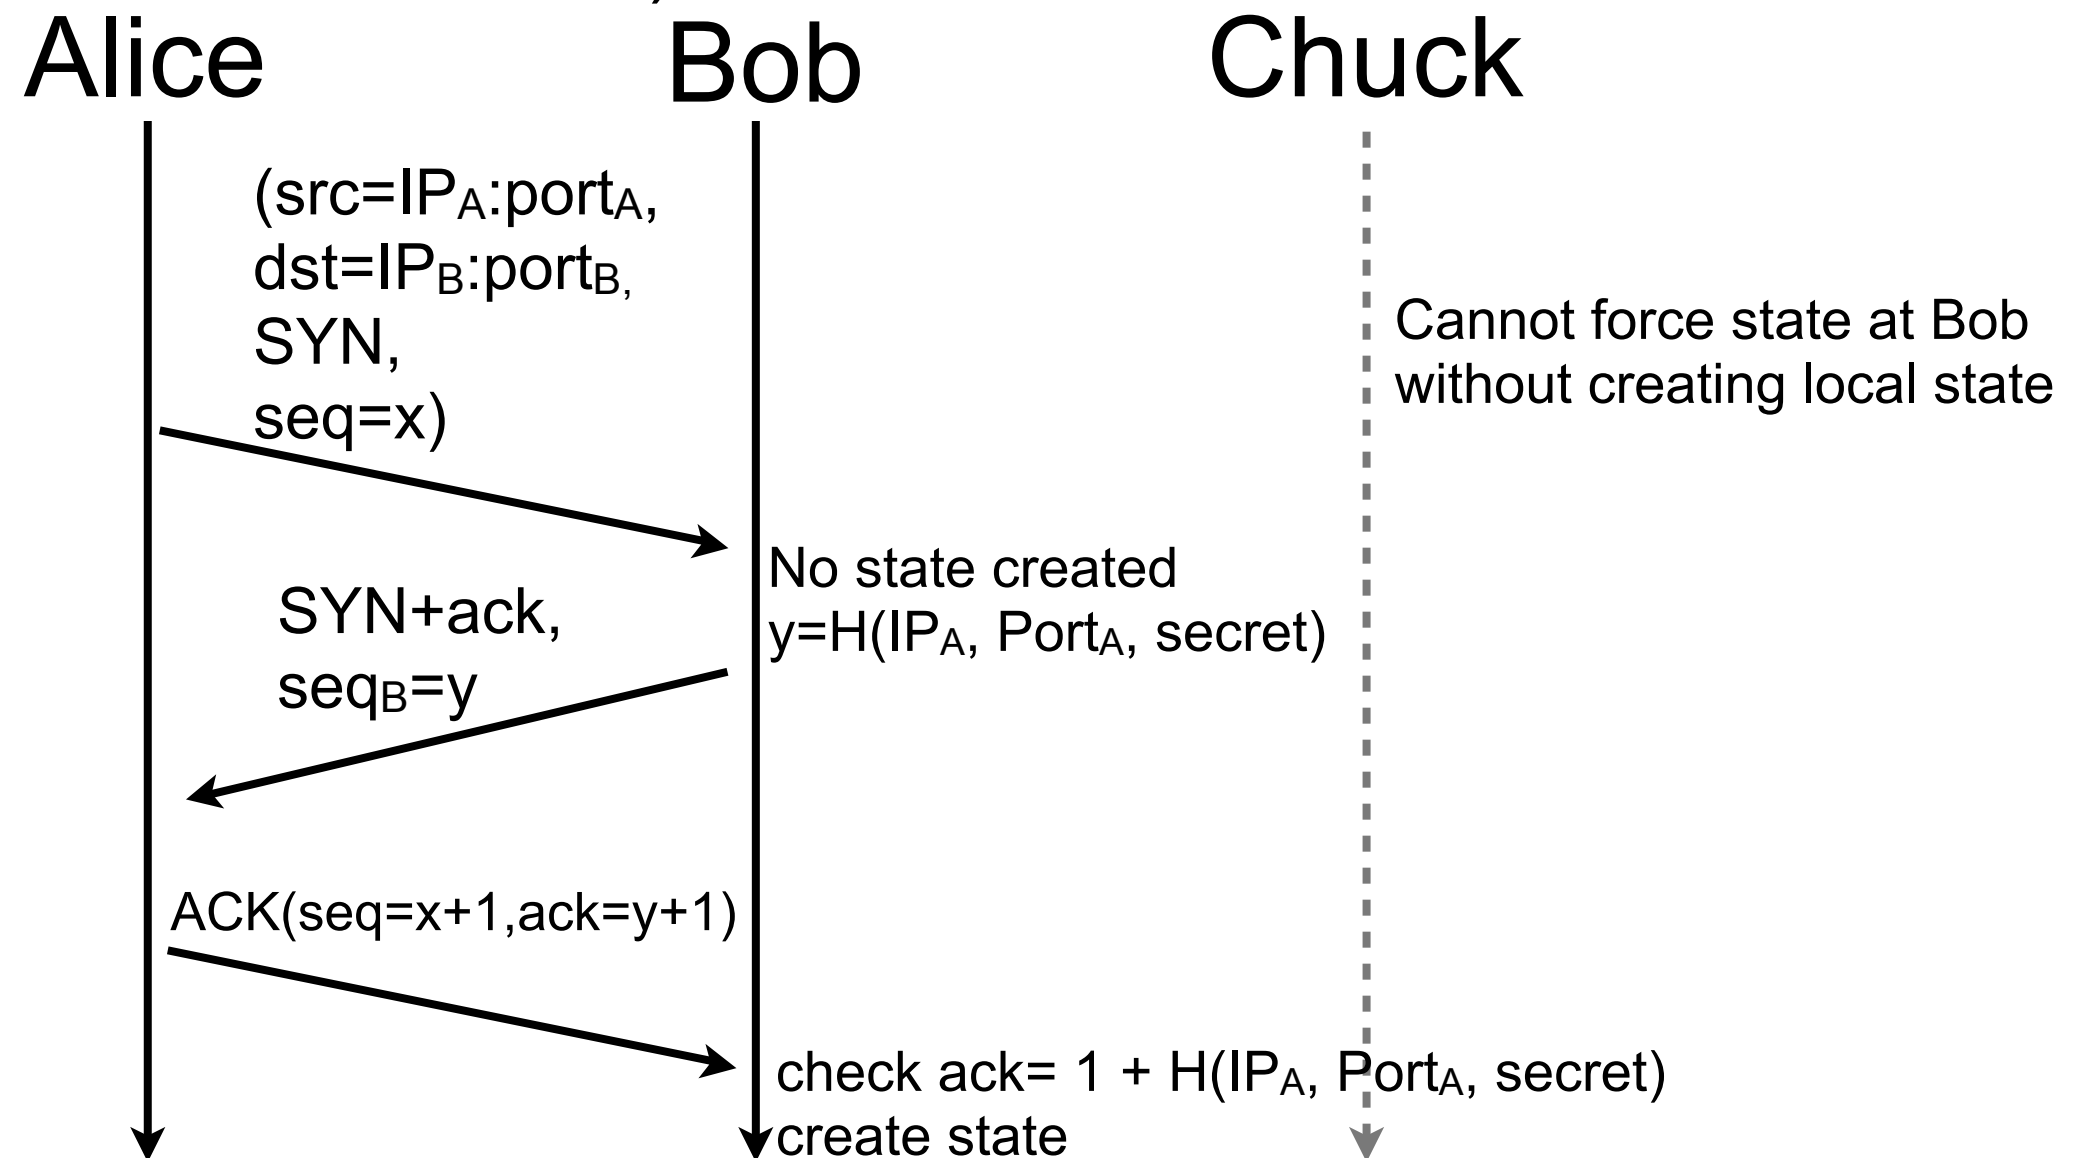 Alice
Bob
Chuck
(src=IPA:portA,
dst=IPB:portB,
SYN,
seq=x)
Cannot force state at Bob
without creating local state
No state created
y=H(IPA, PortA, secret)
SYN+ack,
seqB=y
ACK(seq=x+1,ack=y+1)
check ack= 1 + H(IPA, PortA, secret)
create state